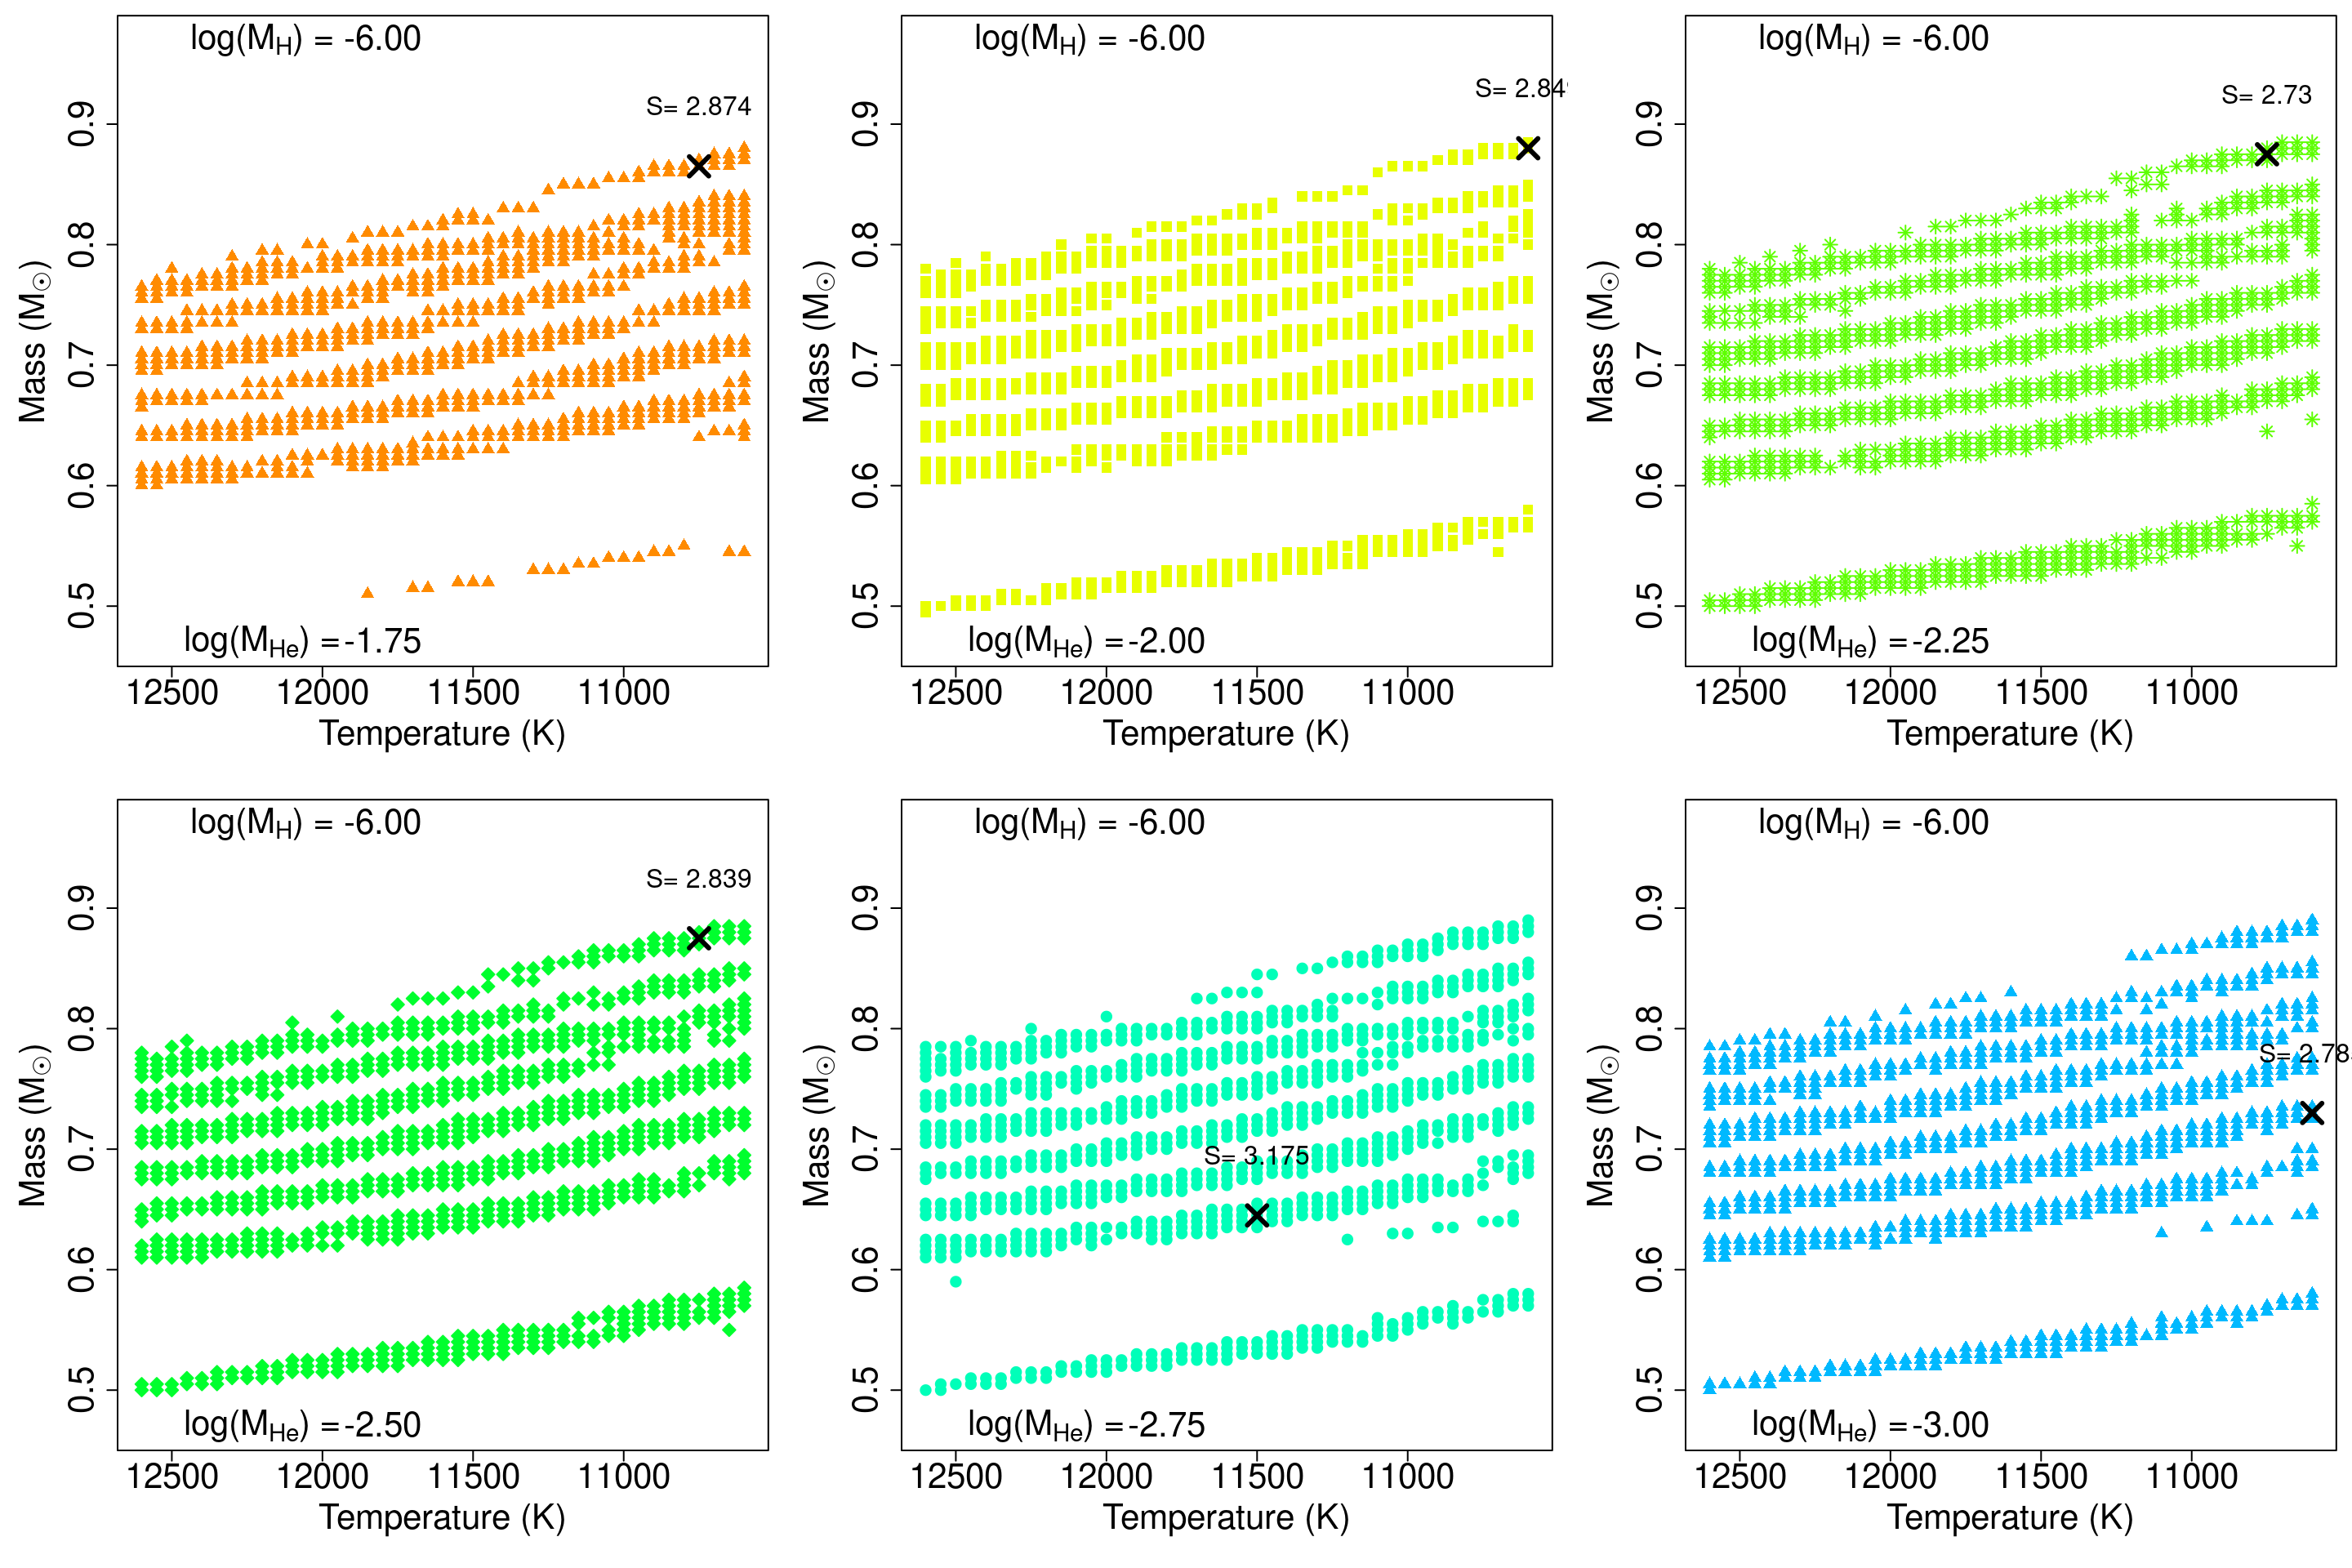 log(M_H) = -6.00
S= 2.874
0.9
0.8
0.7
0.6
0.5
Mass (M☉)
log(M_He) =-1.75
12500 12000 11500 11000
Temperature (K)
log(M_H) = -6.00
S= 2.84
0.9
0.8
0.7
0.6
0.5
Mass (M☉)
log(M_He) =-2.00
12500 12000 11500 11000
Temperature (K)
log(M_H) = -6.00
S= 2.73
0.9
0.8
0.7
0.6
0.5
Mass (M☉)
log(M_He) =-2.25
12500 12000 11500 11000
Temperature (K)
log(M_H) = -6.00
S= 2.839
0.9
0.8
0.7
0.6
0.5
Mass (M☉)
log(M_He) =-2.50
12500 12000 11500 11000
Temperature (K)
log(M_H) = -6.00
0.9
0.8
0.7
S= 3.175
0.6
0.5
Mass (M☉)
log(M_He) =-2.75
12500 12000 11500 11000
Temperature (K)
log(M_H) = -6.00
0.9
0.8
S= 2.78
0.7
0.6
0.5
Mass (M☉)
log(M_He) =-3.00
12500 12000 11500 11000
Temperature (K)